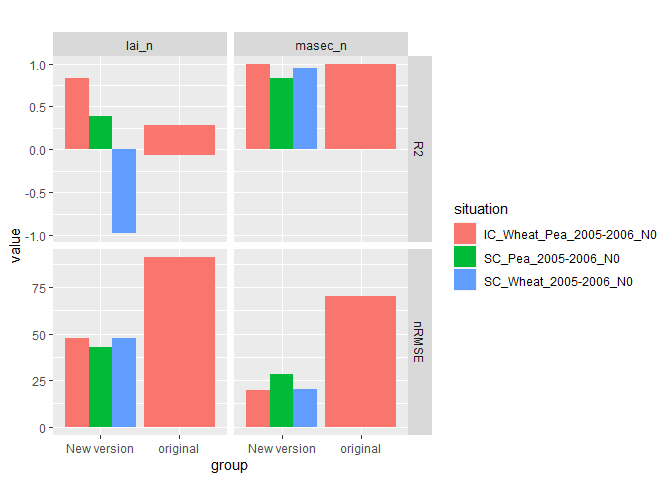 lai_n masec_n
1.0
0.5
0.0
-0.5
-1.0
R2
value
75
50
25
0
nRMSE
New version original New version original
group
situation
IC_Wheat_Pea_2005-2006_N0
SC_Pea_2005-2006_N0
SC_Wheat_2005-2006_N0